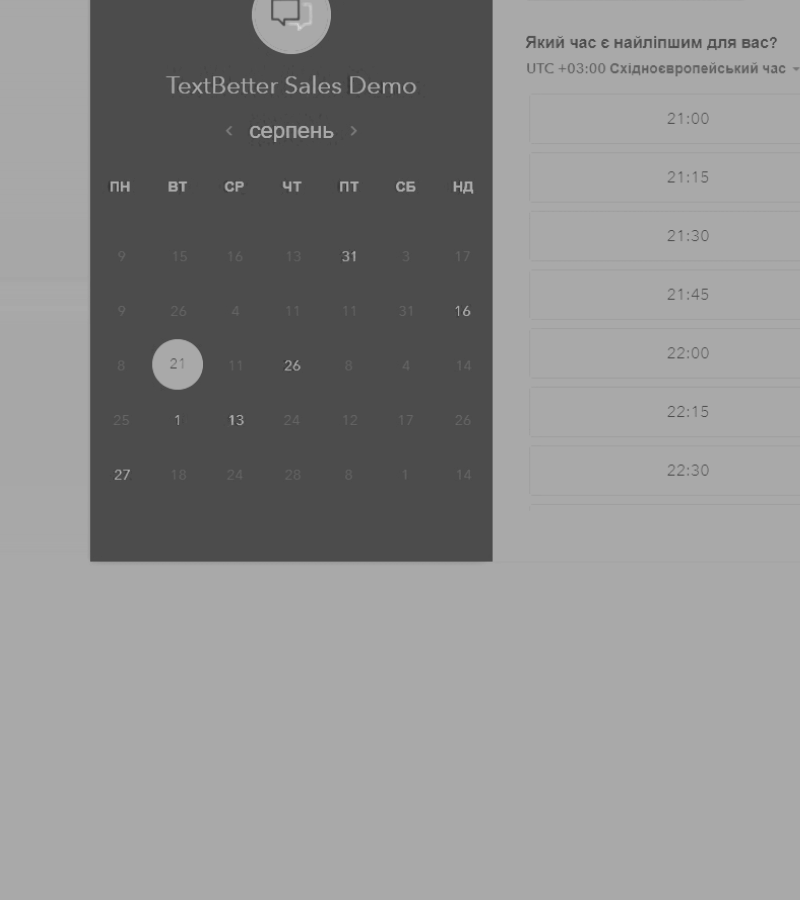 TextBetter Sales Demo
серпень
ПН ВТ СР ЧТ ПТ СБ НД
9 15 16 13 31 3 17
9 26 4 11 11 31 16
8 21 11 26 8 4 14
25 1 13 24 12 17 26
27 18 24 28 8 1 14
Який час є найліпшим для вас?
UTC +03:00 Східноєвропейський час
21:00
21:15
21:30
21:45
22:00
22:15
22:30